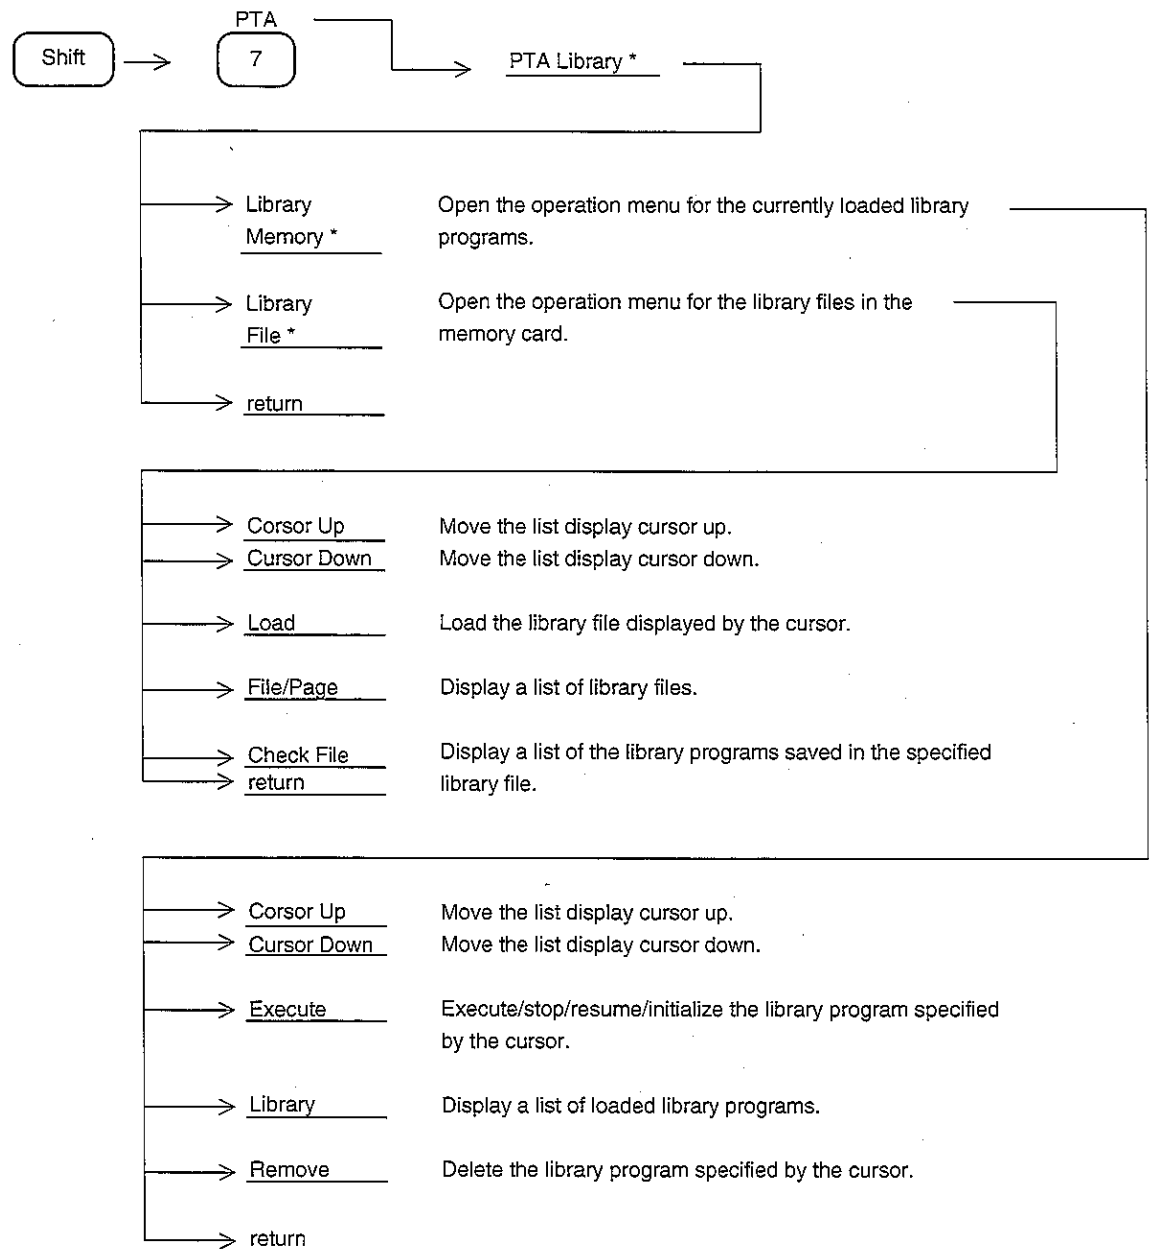 PTA
Shift
7
PTA Library *
Library
Memory *
Open the operation menu for the currently loaded library
programs.
Library
File *
Open the operation menu for the library files in the
memory card.
return
Corsor Up
Move the list display cursor up.
Cursor Down
Move the list display cursor down.
Load
Load the library file displayed by the cursor.
File/Page
Display a list of library files.
Check File
Display a list of the library programs saved in the specified
return
library file.
Corsor Up
Move the list display cursor up.
Cursor Down
Move the list display cursor down.
Execute
Execute/stop/resume/initialize the library program specified
by the cursor.
Library
Display a list of loaded library programs.
Remove
Delete the library program specified by the cursor.
return